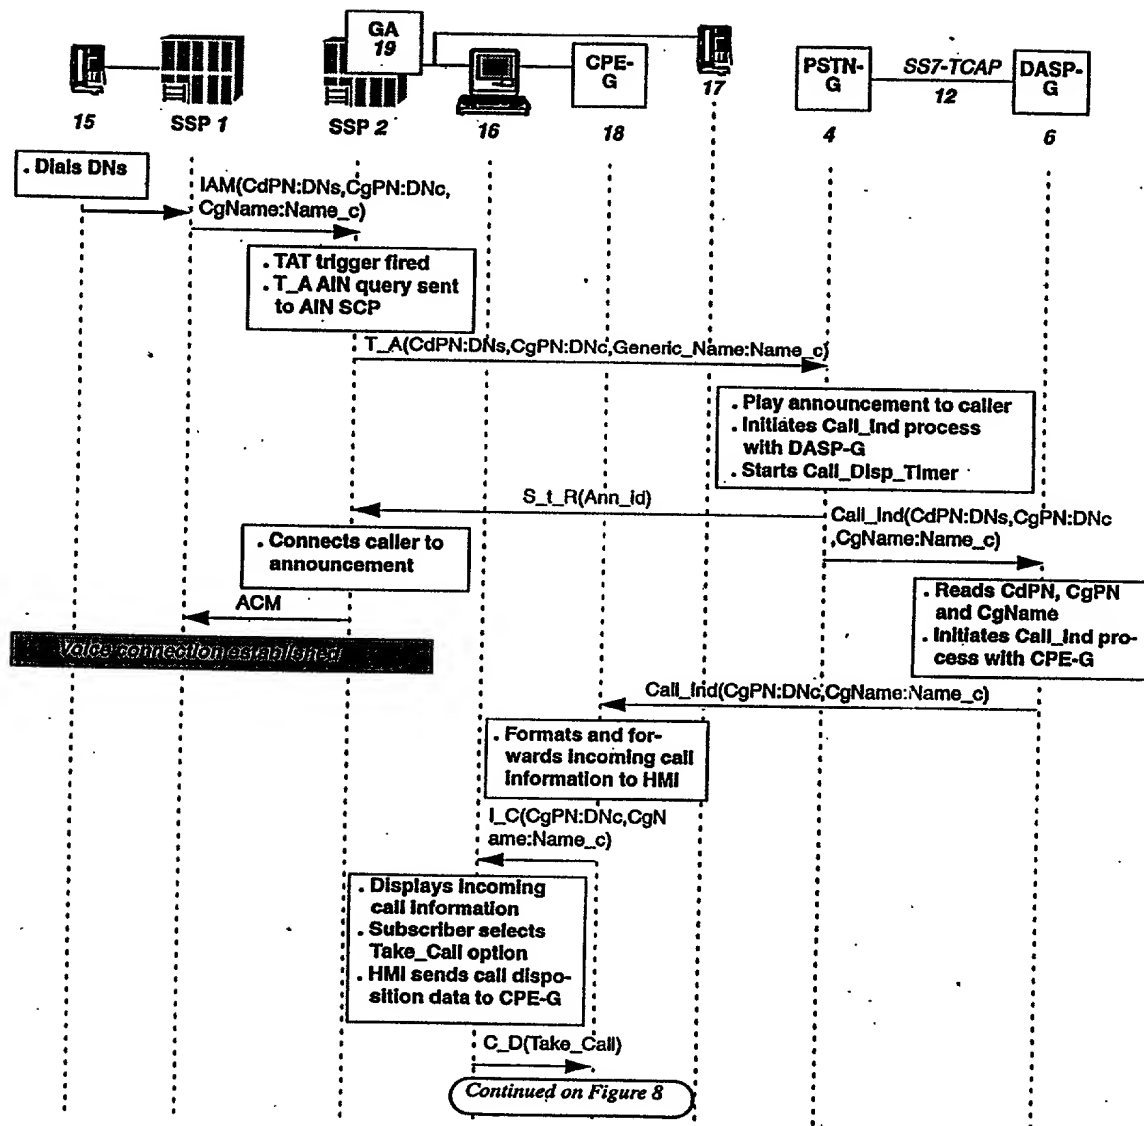 GA
19
CPE-
G
PSTN-
G
SS7-TCAP
12
DASP-
G
15
SSP 1
SSP 2
16
18
17
4
6
. Dials DNs
IAM(CdPN:DNs,CgPN:DNc,
CgName:Name_c)
. TAT trigger fired
. T_A AIN query sent
to AIN SCP
T_A(CdPN:DNs,CgPN:DNc,Generic_Name:Name_c)
. Play announcement to caller
. Initiates Call_Ind process
with DASP-G
. Starts Call_Disp_Timer
S_t_R(Ann_id)
Call_Ind(CdPN:DNs,CgPN:DNc
,CgName:Name_c)
. Connects caller to
announcement
ACM
Voice connection established
. Reads CdPN, CgPN
and CgName
. Initiates Call_Ind pro-
cess with CPE-G
Call_Ind(CgPN:DNc,CgName:Name_c)
. Formats and for-
wards incoming call
information to HMI
I_C(CgPN:DNc,CgN
ame:Name_c)
. Displays incoming
call information
. Subscriber selects
Take_Call option
. HMI sends call dispo-
sition data to CPE-G
C_D(Take_Call)
Continued on Figure 8